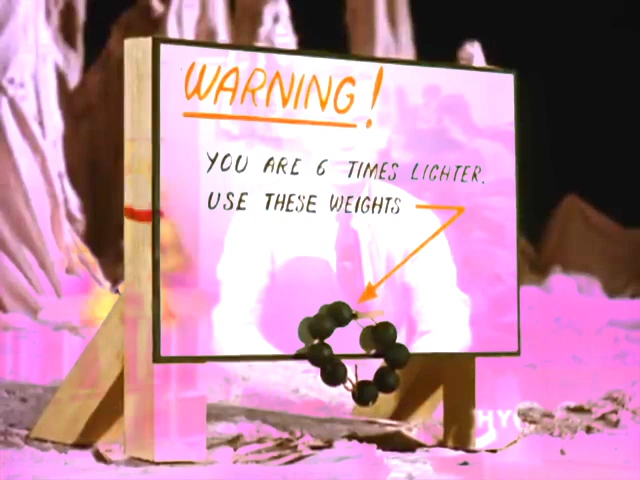 WARNING!
YOU ARE 6 TIMES LIGHTER.
USE THESE WEIGHTS